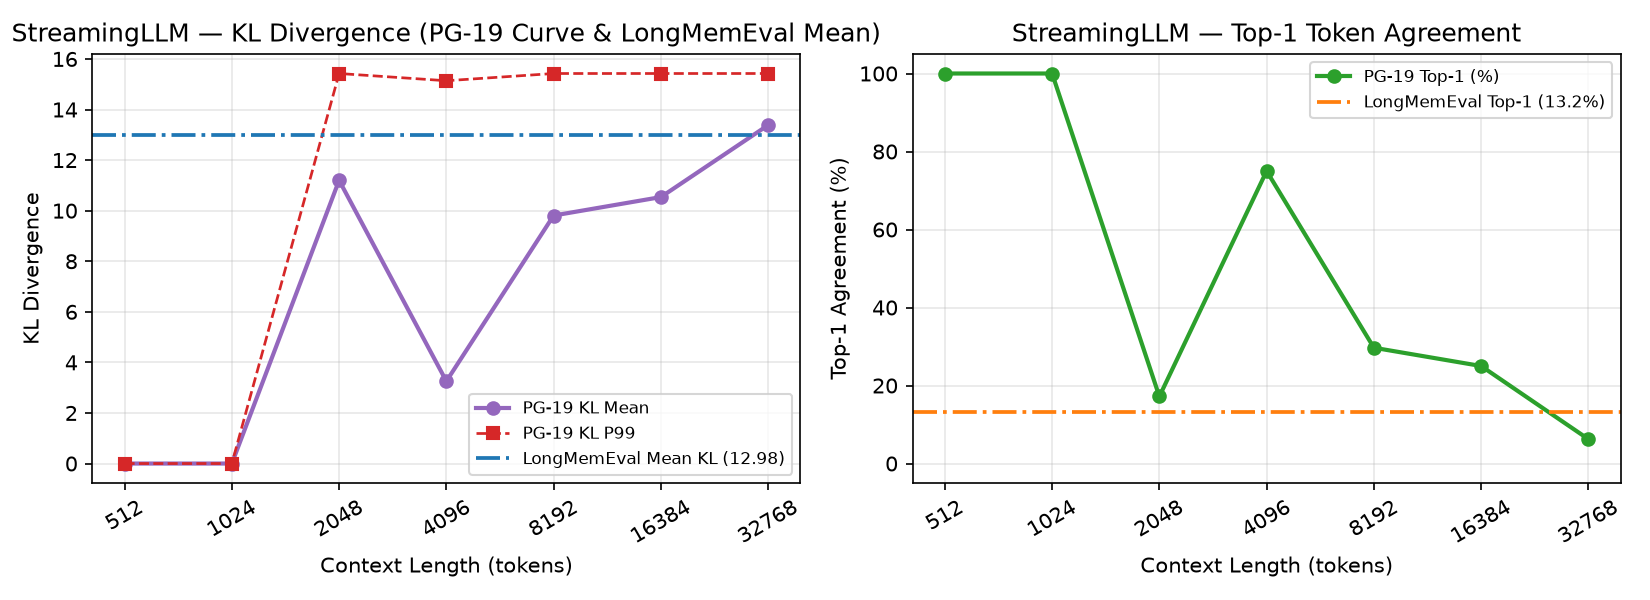 StreamingLLM — KL Divergence (PG-19 Curve & LongMemEval Mean)
16
14
12
10
8
6
4
2
0
KL Divergence
PG-19 KL Mean
PG-19 KL P99
LongMemEval Mean KL (12.98)
512
1024
2048
4096
8192
16384
32768
Context Length (tokens)
StreamingLLM — Top-1 Token Agreement
100
80
60
40
20
0
Top-1 Agreement (%)
PG-19 Top-1 (%)
LongMemEval Top-1 (13.2%)
512
1024
2048
4096
8192
16384
32768
Context Length (tokens)